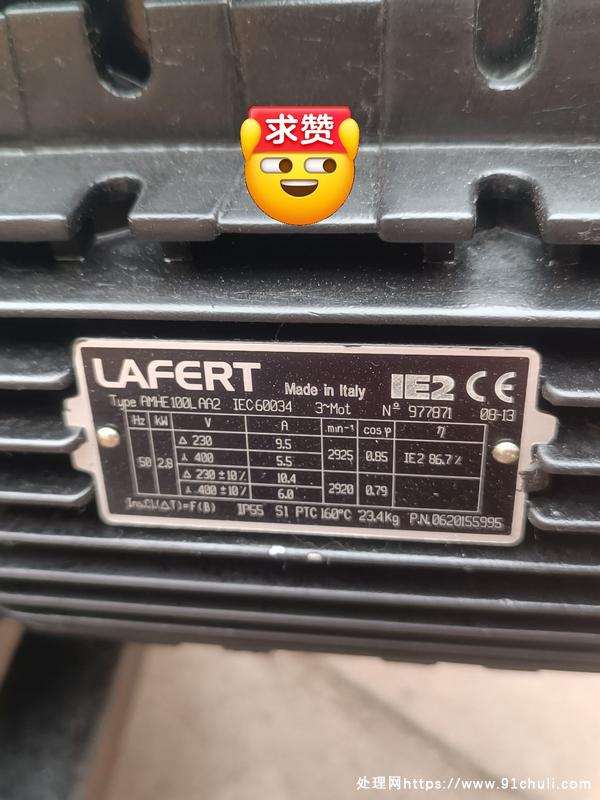 求赞
LAFERT Made in Italy IE2 CE
Type AMHE100LAA2 IEC60034 3~Mot Nº 977871 08-13
Hz kW V A min⁻¹ cos φ η
50 2.8 Δ 230 9.5 2925 0.85 IE2 86.7%
⅄ 400 5.5
Δ 230 ±10% 10.4 2920 0.79
⅄ 400 ±10% 6.0
Ins.CL(ΔT)=F(B) IP55 S1 PTC 160°C 23.4Kg P.N.0620155995
处理网https://www.91chuli.com/